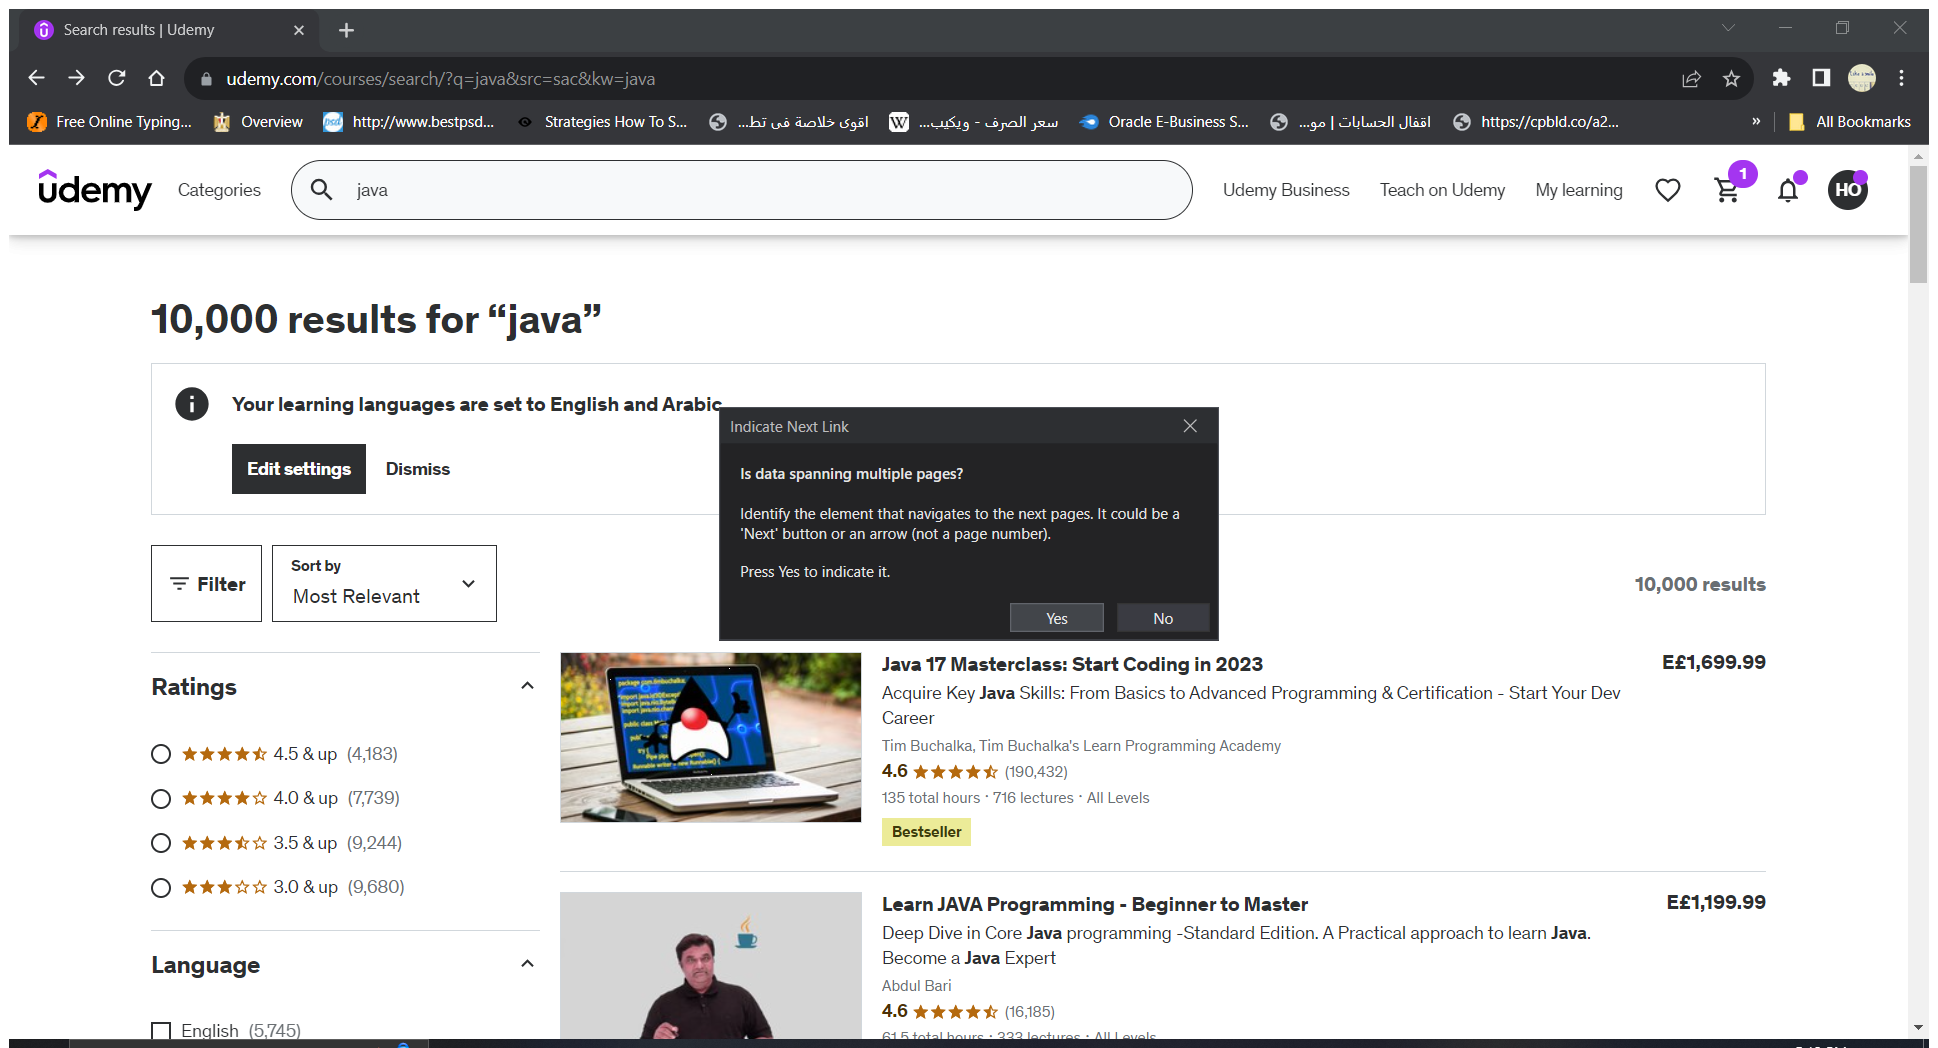 Search results | Udemy
udemy.com/courses/search/?q=java&src=sac&kw=java
Free Online Typing... Overview http://www.bestpsd... Strategies How To S... اقوى خلاصة فى تط... سعر الصرف - ويكيب... Oracle E-Business S... اقفال الحسابات | مو... https://cpbld.co/a2... » All Bookmarks
udemy Categories java Udemy Business Teach on Udemy My learning 1 HO
10,000 results for “java”
Your learning languages are set to English and Arabic
Edit settings Dismiss
Indicate Next Link
Is data spanning multiple pages?
Identify the element that navigates to the next pages. It could be a
'Next' button or an arrow (not a page number).
Press Yes to indicate it.
Yes No
Filter Sort by
Most Relevant
10,000 results
Ratings
4.5 & up (4,183)
4.0 & up (7,739)
3.5 & up (9,244)
3.0 & up (9,680)
Language
English (5,745)
Java 17 Masterclass: Start Coding in 2023 E£1,699.99
Acquire Key Java Skills: From Basics to Advanced Programming & Certification - Start Your Dev
Career
Tim Buchalka, Tim Buchalka's Learn Programming Academy
4.6 (190,432)
135 total hours · 716 lectures · All Levels
Bestseller
Learn JAVA Programming - Beginner to Master E£1,199.99
Deep Dive in Core Java programming -Standard Edition. A Practical approach to learn Java.
Become a Java Expert
Abdul Bari
4.6 (16,185)
61.5 total hours · 333 lectures · All Levels